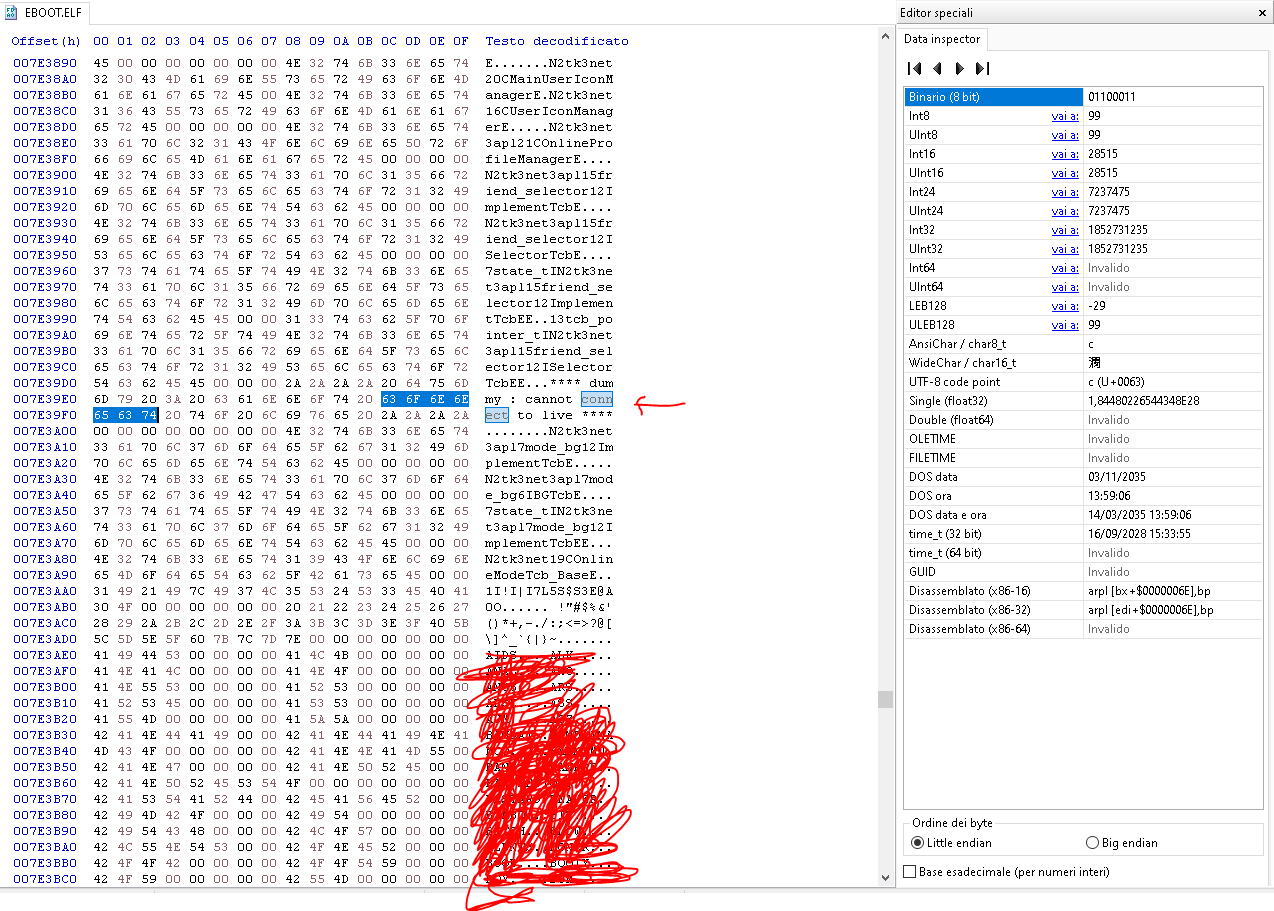 EBOOT.ELF
Offset(h) 00 01 02 03 04 05 06 07 08 09 0A 0B 0C 0D 0E 0F Testo decodificato
007E3890 45 00 00 00 00 00 00 00 4E 32 74 6B 33 6E 65 74 E.......N2tk3net
007E38A0 32 30 43 4D 61 69 6E 55 73 65 72 49 63 6F 6E 4D 20CMainUserIconM
007E38B0 61 6E 61 67 65 72 45 00 4E 32 74 6B 33 6E 65 74 anagerE.N2tk3net
007E38C0 31 36 43 55 73 65 72 49 63 6F 6E 4D 61 6E 61 67 16CUserIconManag
007E38D0 65 72 45 00 00 00 00 00 4E 32 74 6B 33 6E 65 74 erE.....N2tk3net
007E38E0 33 61 70 6C 32 31 43 4F 6E 6C 69 6E 65 50 72 6F 3apl21COnlinePro
007E38F0 66 69 6C 65 4D 61 6E 61 67 65 72 45 00 00 00 00 fileManagerE....
007E3900 4E 32 74 6B 33 6E 65 74 33 61 70 6C 31 35 66 72 N2tk3net3apl15fr
007E3910 69 65 6E 64 5F 73 65 6C 65 63 74 6F 72 31 32 49 iend_selector12I
007E3920 6D 70 6C 65 6D 65 6E 74 54 63 62 45 00 00 00 00 mplementTcbE....
007E3930 4E 32 74 6B 33 6E 65 74 33 61 70 6C 31 35 66 72 N2tk3net3apl15fr
007E3940 69 65 6E 64 5F 73 65 6C 65 63 74 6F 72 31 32 49 iend_selector12I
007E3950 53 65 6C 65 63 74 6F 72 54 63 62 45 00 00 00 00 SelectorTcbE....
007E3960 37 73 74 61 74 65 5F 74 49 4E 32 74 6B 33 6E 65 7state_tIN2tk3ne
007E3970 74 33 61 70 6C 31 35 66 72 69 65 6E 64 5F 73 65 t3apl15friend_se
007E3980 6C 65 63 74 6F 72 31 32 49 6D 70 6C 65 6D 65 6E lector12Implemen
007E3990 74 54 63 62 45 45 00 00 31 33 74 63 62 5F 70 6F tTcbEE..13tcb_po
007E39A0 69 6E 74 65 72 5F 74 49 4E 32 74 6B 33 6E 65 74 inter_tIN2tk3net
007E39B0 33 61 70 6C 31 35 66 72 69 65 6E 64 5F 73 65 6C 3apl15friend_sel
007E39C0 65 63 74 6F 72 31 32 49 53 65 6C 65 63 74 6F 72 ector12ISelector
007E39D0 54 63 62 45 45 00 00 00 2A 2A 2A 2A 20 64 75 6D TcbEE...**** dum
007E39E0 6D 79 20 3A 20 63 61 6E 6E 6F 74 20 63 6F 6E 6E my : cannot conn
007E39F0 65 63 74 20 74 6F 20 6C 69 76 65 20 2A 2A 2A 2A ect to live ****
007E3A00 00 00 00 00 00 00 00 00 4E 32 74 6B 33 6E 65 74 ........N2tk3net
007E3A10 33 61 70 6C 37 6D 6F 64 65 5F 62 67 31 32 49 6D 3apl7mode_bg12Im
007E3A20 70 6C 65 6D 65 6E 74 54 63 62 45 00 00 00 00 00 plementTcbE.....
007E3A30 4E 32 74 6B 33 6E 65 74 33 61 70 6C 37 6D 6F 64 N2tk3net3apl7mod
007E3A40 65 5F 62 67 36 49 42 47 54 63 62 45 00 00 00 00 e_bg6IBGTcbE....
007E3A50 37 73 74 61 74 65 5F 74 49 4E 32 74 6B 33 6E 65 7state_tIN2tk3ne
007E3A60 74 33 61 70 6C 37 6D 6F 64 65 5F 62 67 31 32 49 t3apl7mode_bg12I
007E3A70 6D 70 6C 65 6D 65 6E 74 54 63 62 45 45 00 00 00 mplementTcbEE...
007E3A80 4E 32 74 6B 33 6E 65 74 31 39 43 4F 6E 6C 69 6E N2tk3net19COnlin
007E3A90 65 4D 6F 64 65 54 63 62 5F 42 61 73 65 45 00 00 eModeTcb_BaseE..
007E3AA0 31 49 21 49 7C 49 37 4C 35 53 24 53 33 45 40 41 1I!I|I7L5S$S3E@A
007E3AB0 30 4F 00 00 00 00 00 00 20 21 22 23 24 25 26 27 0O...... !"#$%&'
007E3AC0 28 29 2A 2B 2C 2D 2E 2F 3A 3B 3C 3D 3E 3F 40 5B ()*+,-./:;<=>?@[
007E3AD0 5C 5D 5E 5F 60 7B 7C 7D 7E 00 00 00 00 00 00 00 \]^_`{|}~.......
007E3AE0 41 49 44 53 00 00 00 00 41 4C 4B 00 00 00 00 00 AIDS....ALK.....
007E3AF0 41 4E 41 4C 00 00 00 00 41 4E 4F 00 00 00 00 00
007E3B00 41 4E 55 53 00 00 00 00 41 52 53 00 00 00 00 00
007E3B10 41 52 53 45 00 00 00 00 41 53 53 00 00 00 00 00
007E3B20 41 55 4D 00 00 00 00 00 41 5A 5A 00 00 00 00 00
007E3B30 42 41 4E 44 41 49 00 00 42 41 4E 44 41 49 4E 41
007E3B40 4D 43 4F 00 00 00 00 00 42 41 4E 4E 41 4D 55 00
007E3B50 42 41 4E 47 00 00 00 00 42 41 4E 50 52 45 00 00
007E3B60 42 41 4E 50 52 45 53 54 4F 00 00 00 00 00 00 00
007E3B70 42 41 53 54 41 52 44 00 42 45 41 56 45 52 00 00
007E3B80 42 49 4D 42 4F 00 00 00 42 49 54 00 00 00 00 00
007E3B90 42 49 54 43 48 00 00 00 42 4C 4F 57 00 00 00 00
007E3BA0 42 4C 55 4E 54 53 00 00 42 4F 4E 45 52 00 00 00
007E3BB0 42 4F 4F 42 00 00 00 00 42 4F 4F 54 59 00 00 00
007E3BC0 42 4F 59 00 00 00 00 00 42 55 4D 00 00 00 00 00
Editor speciali
Data inspector
Binario (8 bit) 01100011
Int8 vai a: 99
UInt8 vai a: 99
Int16 vai a: 28515
UInt16 vai a: 28515
Int24 vai a: 7237475
UInt24 vai a: 7237475
Int32 vai a: 1852731235
UInt32 vai a: 1852731235
Int64 vai a: Invalido
UInt64 vai a: Invalido
LEB128 vai a: -29
ULEB128 vai a: 99
AnsiChar / char8_t c
WideChar / char16_t 潣
UTF-8 code point c (U+0063)
Single (float32) 1,84480226544348E28
Double (float64) Invalido
OLETIME Invalido
FILETIME Invalido
DOS data 03/11/2035
DOS ora 13:59:06
DOS data e ora 14/03/2035 13:59:06
time_t (32 bit) 16/09/2028 15:33:55
time_t (64 bit) Invalido
GUID Invalido
Disassemblato (x86-16) arpl [bx+$0000006E],bp
Disassemblato (x86-32) arpl [edi+$0000006E],bp
Disassemblato (x86-64) Invalido
Ordine dei byte
Little endian Big endian
Base esadecimale (per numeri interi)